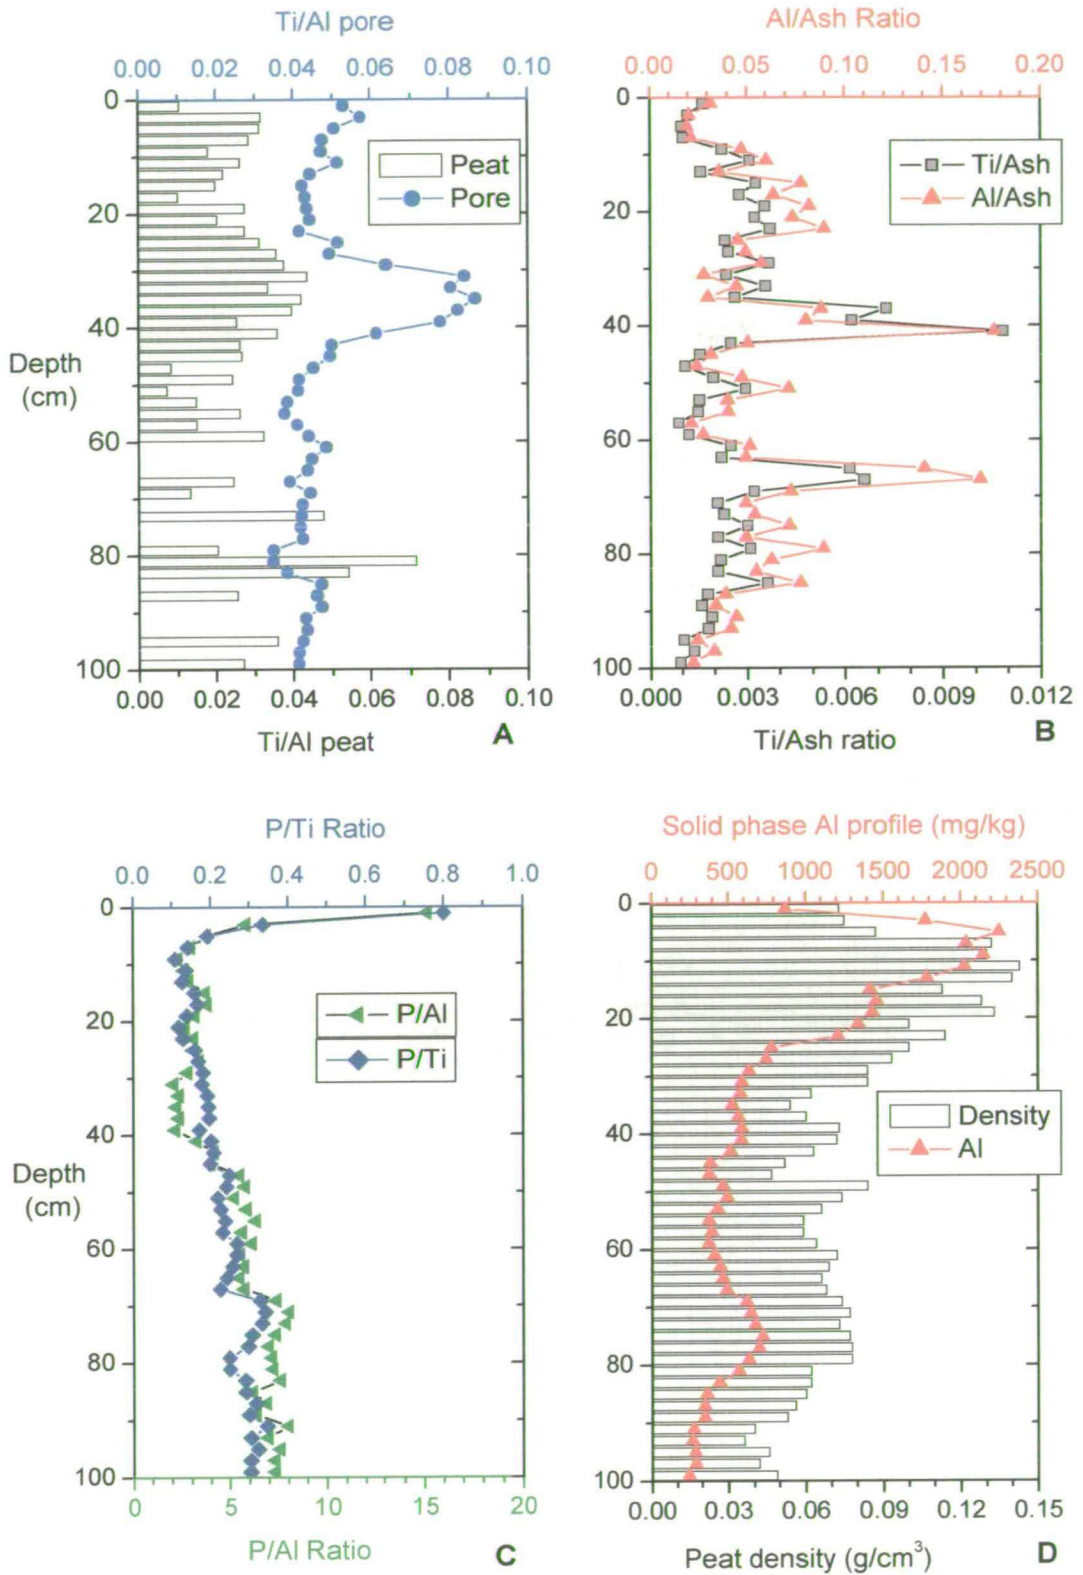 Ti/Al pore
0.00 0.02 0.04 0.06 0.08 0.10
0
20
40
60
80
100
Depth
(cm)
Peat
Pore
0.00 0.02 0.04 0.06 0.08 0.10
Ti/Al peat
A
Al/Ash Ratio
0.00 0.05 0.10 0.15 0.20
0
20
40
60
80
100
Ti/Ash
Al/Ash
0.000 0.003 0.006 0.009 0.012
Ti/Ash ratio
B
P/Ti Ratio
0.0 0.2 0.4 0.6 0.8 1.0
0
20
40
60
80
100
Depth
(cm)
P/Al
P/Ti
0 5 10 15 20
P/Al Ratio
C
Solid phase Al profile (mg/kg)
0 500 1000 1500 2000 2500
0
20
40
60
80
100
Density
Al
0.00 0.03 0.06 0.09 0.12 0.15
Peat density (g/cm³)
D